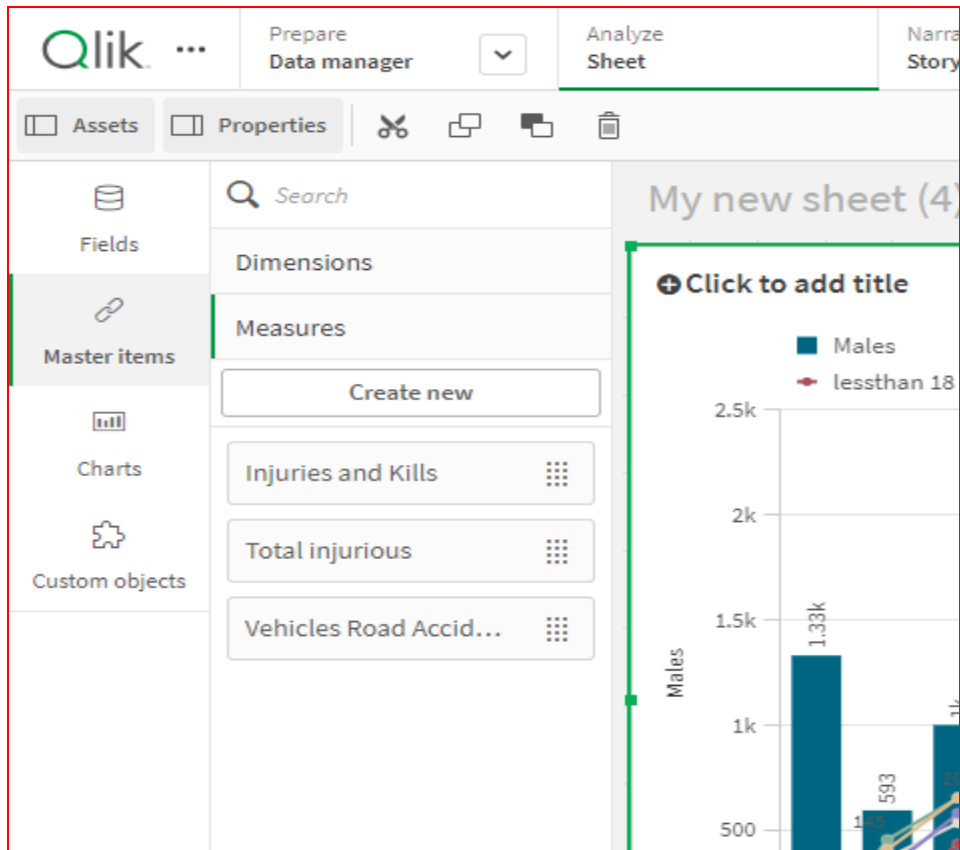 Qlik
Prepare
Data manager
Analyze
Sheet
Narra
Story
Assets
Properties
Fields
Master items
Charts
Custom objects
Search
Dimensions
Measures
Create new
Injuries and Kills
Total injurious
Vehicles Road Accid...
My new sheet (4)
Click to add title
Males
lessthan 18
2.5k
2k
1.5k
1k
500
Males
1.33k
593
145
1k